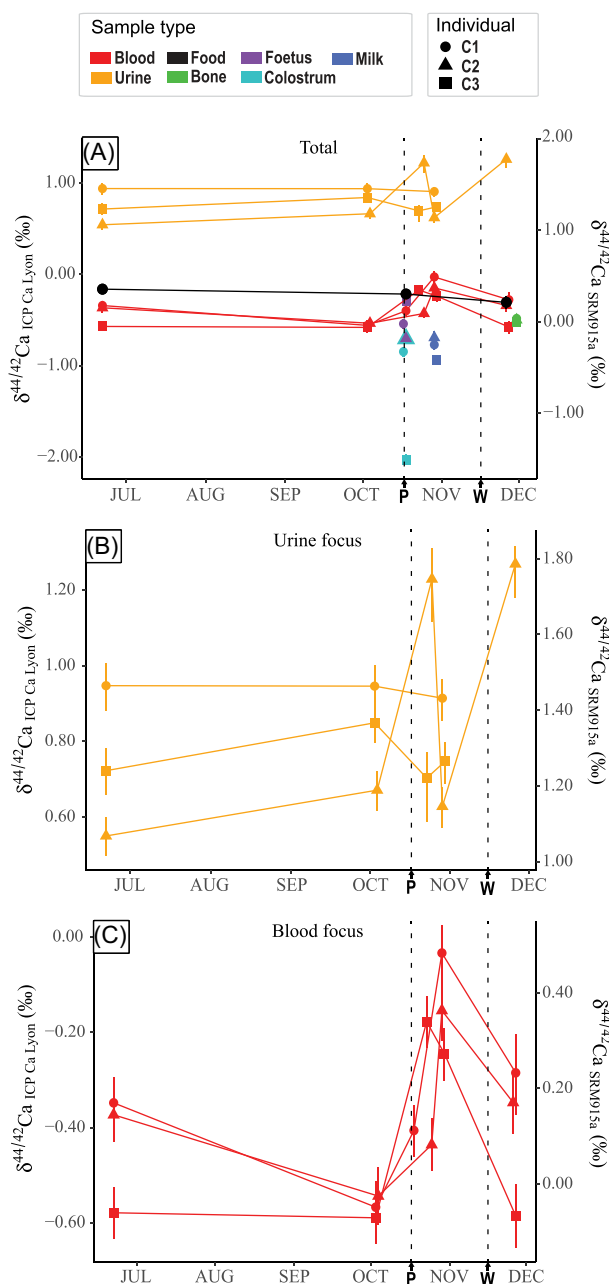 Sample type
Blood Food Foetus Milk
Urine Bone Colostrum
Individual
C1
C2
C3
(A)
Total
δ44/42Ca ICP Ca Lyon (‰)
1.00
0.00
−1.00
−2.00
2.00
1.00
0.00
−1.00
δ44/42Ca SRM915a (‰)
JUL AUG SEP OCT P NOV W DEC
(B)
Urine focus
δ44/42Ca ICP Ca Lyon (‰)
1.20
1.00
0.80
0.60
1.80
1.60
1.40
1.20
1.00
δ44/42Ca SRM915a (‰)
JUL AUG SEP OCT P NOV W DEC
(C)
Blood focus
δ44/42Ca ICP Ca Lyon (‰)
0.00
−0.20
−0.40
−0.60
0.40
0.20
0.00
δ44/42Ca SRM915a (‰)
JUL AUG SEP OCT P NOV W DEC